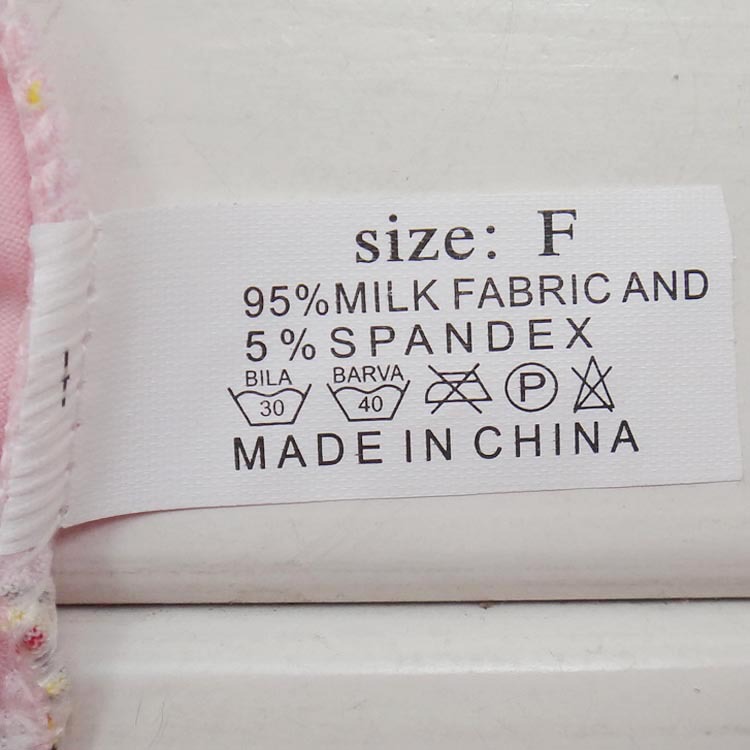 size: F
95%MILK FABRIC AND
5%SPANDEX
BILA BARVA
30 40 P
MADE IN CHINA